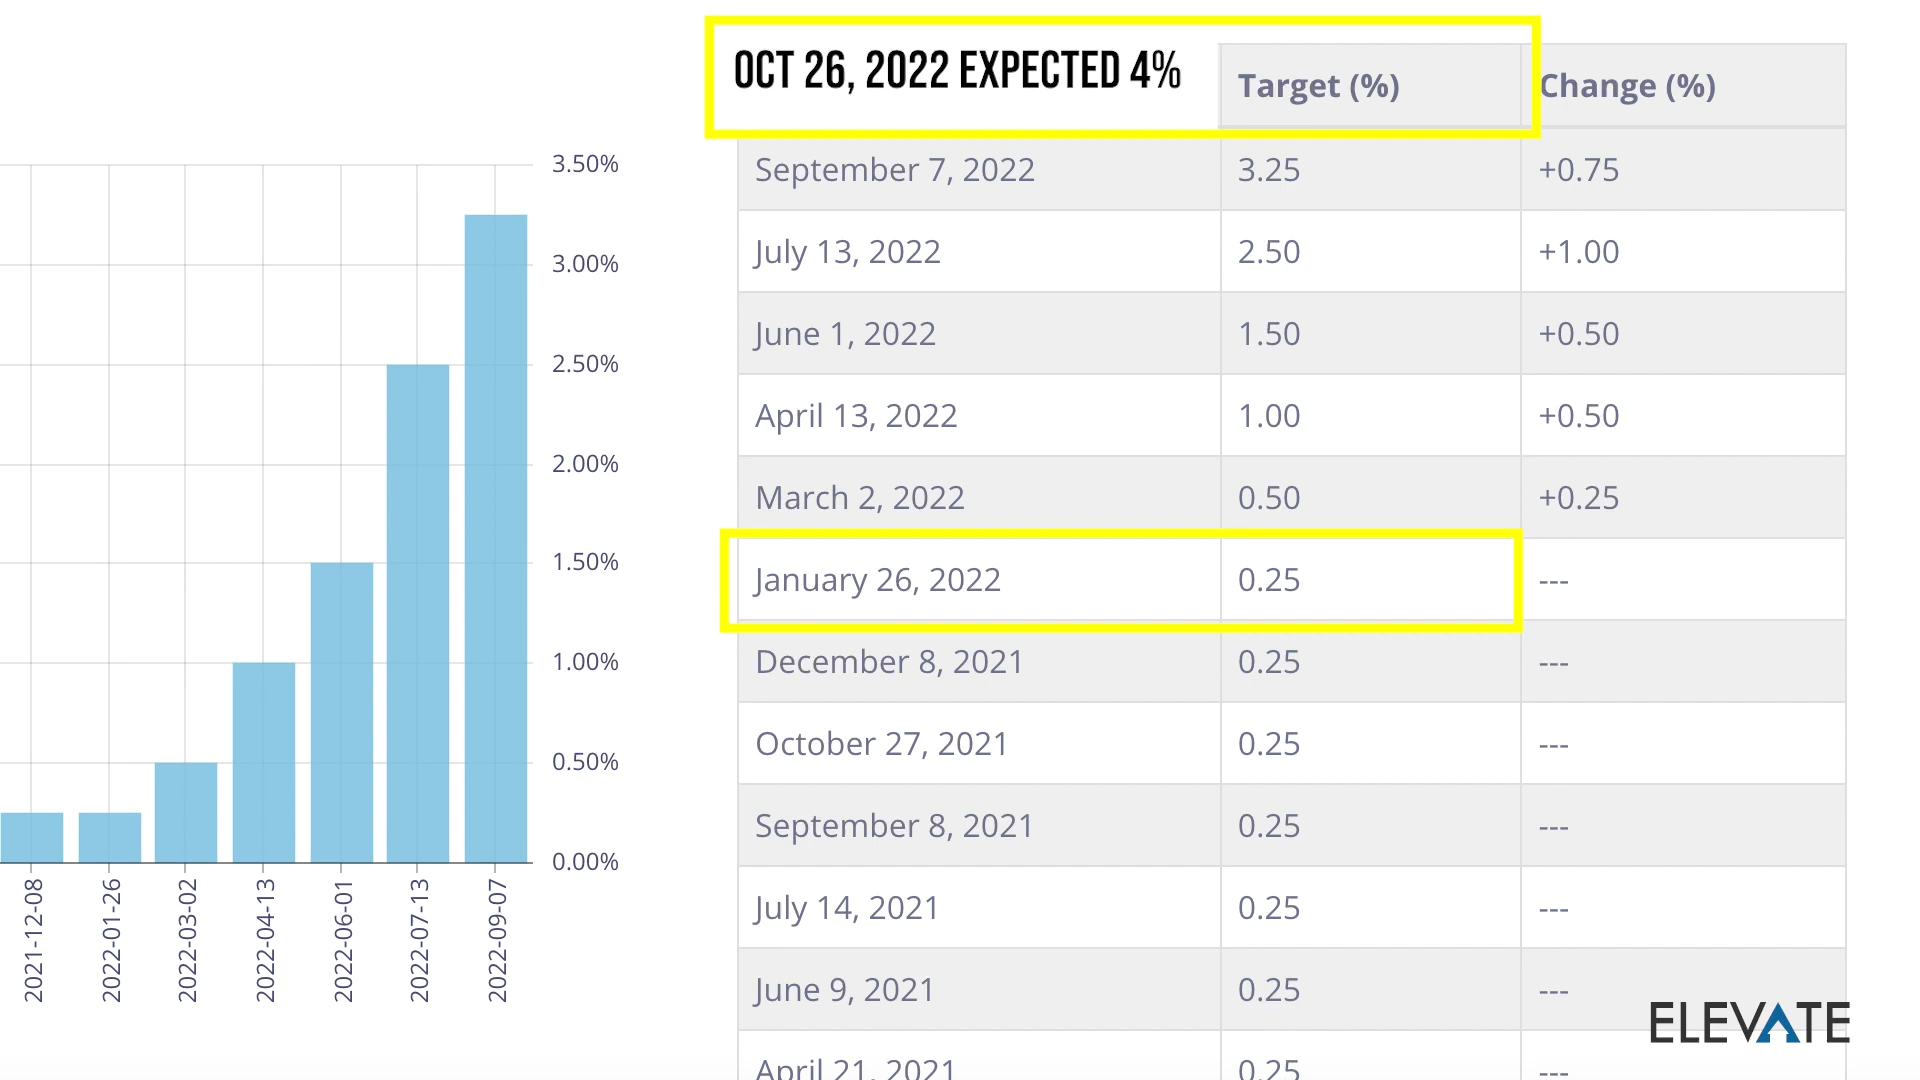 3.50%
3.00%
2.50%
2.00%
1.50%
1.00%
0.50%
0.00%
2021-12-08
2022-01-26
2022-03-02
2022-04-13
2022-06-01
2022-07-13
2022-09-07
OCT 26, 2022 EXPECTED 4% Target (%) Change (%)
September 7, 2022 3.25 +0.75
July 13, 2022 2.50 +1.00
June 1, 2022 1.50 +0.50
April 13, 2022 1.00 +0.50
March 2, 2022 0.50 +0.25
January 26, 2022 0.25 ---
December 8, 2021 0.25 ---
October 27, 2021 0.25 ---
September 8, 2021 0.25 ---
July 14, 2021 0.25 ---
June 9, 2021 0.25 ---
April 21, 2021 0.25 ---
ELEVATE